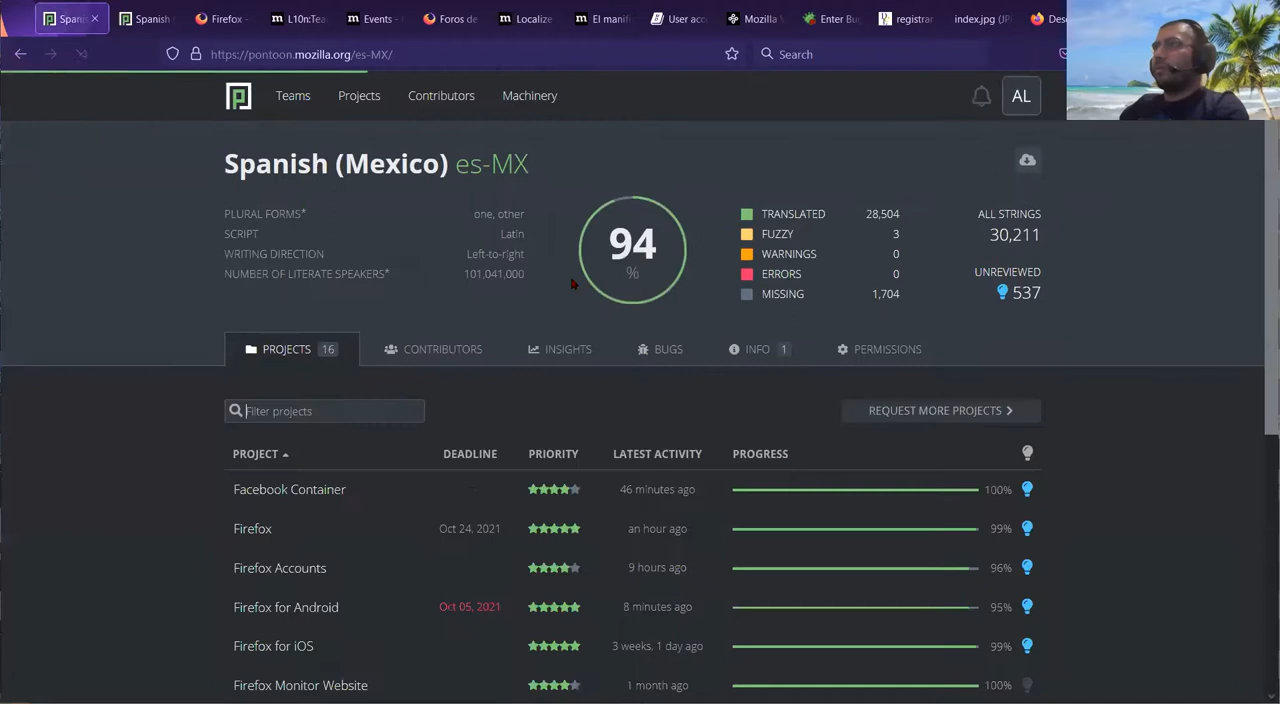 Spani
Spanish
Firefox -
L10n:Tea
Events -
Foros de
Localize
El manifi
User acco
Mozilla
Enter Bug
registrar
index.jpg (JP
Des
https://pontoon.mozilla.org/es-MX/
Search
Teams
Projects
Contributors
Machinery
AL
Spanish (Mexico) es-MX
PLURAL FORMS* one, other
SCRIPT Latin
WRITING DIRECTION Left-to-right
NUMBER OF LITERATE SPEAKERS* 101,041,000
94
%
TRANSLATED 28,504
FUZZY 3
WARNINGS 0
ERRORS 0
MISSING 1,704
ALL STRINGS
30,211
UNREVIEWED
537
PROJECTS 16
CONTRIBUTORS
INSIGHTS
BUGS
INFO 1
PERMISSIONS
Filter projects
REQUEST MORE PROJECTS
PROJECT DEADLINE PRIORITY LATEST ACTIVITY PROGRESS
Facebook Container 46 minutes ago 100%
Firefox Oct 24, 2021 an hour ago 99%
Firefox Accounts 9 hours ago 96%
Firefox for Android Oct 05, 2021 8 minutes ago 95%
Firefox for iOS 3 weeks, 1 day ago 99%
Firefox Monitor Website 1 month ago 100%